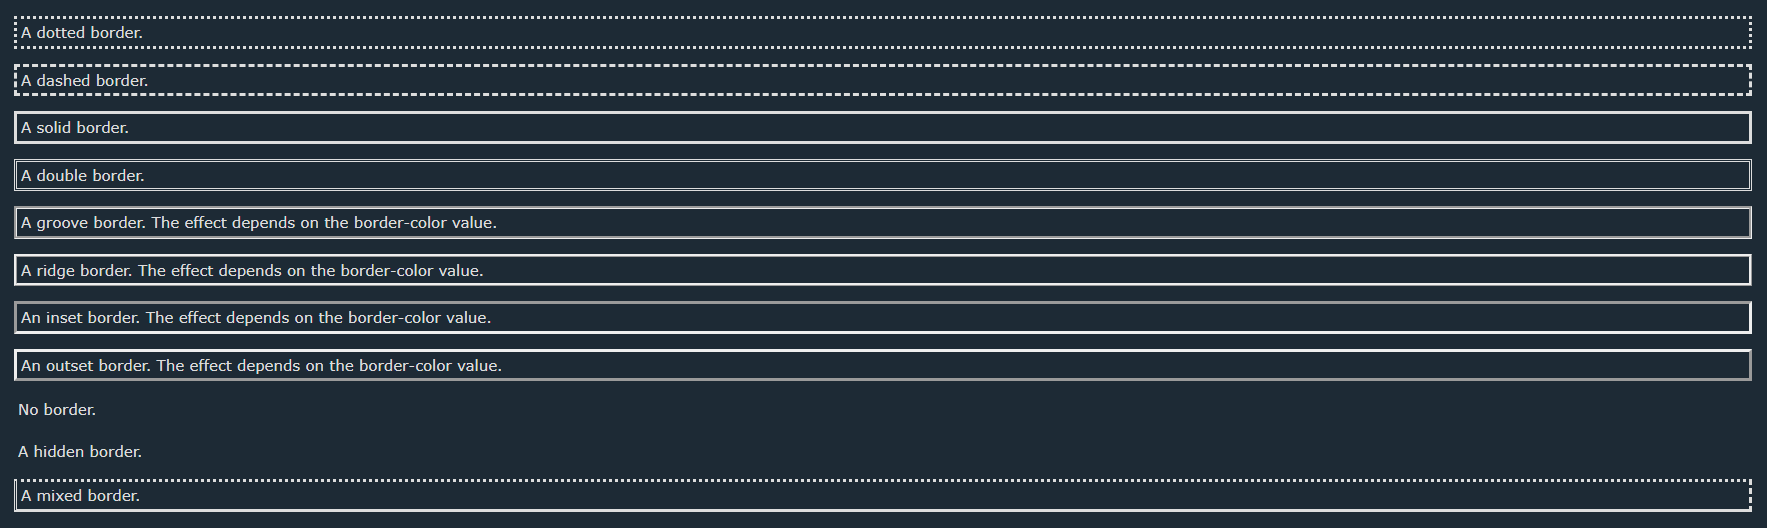 A dotted border.
A dashed border.
A solid border.
A double border.
A groove border. The effect depends on the border-color value.
A ridge border. The effect depends on the border-color value.
An inset border. The effect depends on the border-color value.
An outset border. The effect depends on the border-color value.
No border.
A hidden border.
A mixed border.